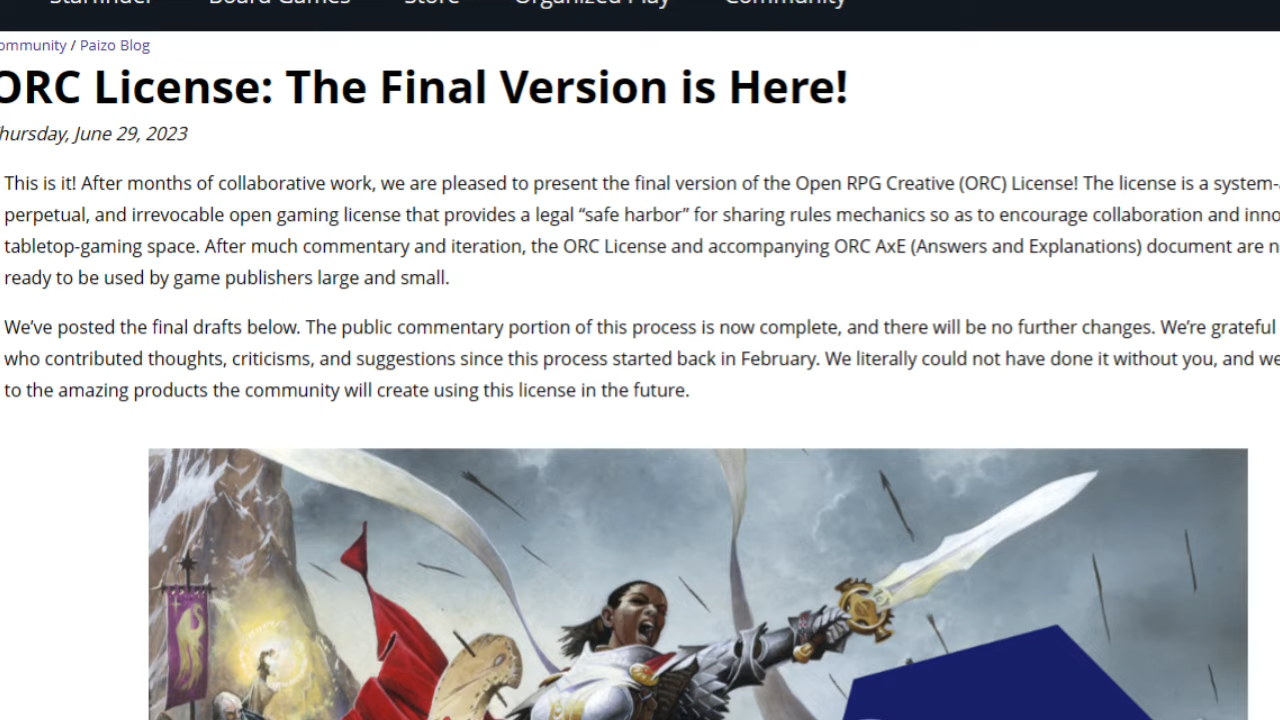 Starfinder Board Games Store Organized Play Community
ommunity / Paizo Blog
ORC License: The Final Version is Here!
hursday, June 29, 2023
This is it! After months of collaborative work, we are pleased to present the final version of the Open RPG Creative (ORC) License! The license is a system-
perpetual, and irrevocable open gaming license that provides a legal “safe harbor” for sharing rules mechanics so as to encourage collaboration and inno
tabletop-gaming space. After much commentary and iteration, the ORC License and accompanying ORC AxE (Answers and Explanations) document are n
ready to be used by game publishers large and small.
We’ve posted the final drafts below. The public commentary portion of this process is now complete, and there will be no further changes. We’re grateful
who contributed thoughts, criticisms, and suggestions since this process started back in February. We literally could not have done it without you, and we
to the amazing products the community will create using this license in the future.